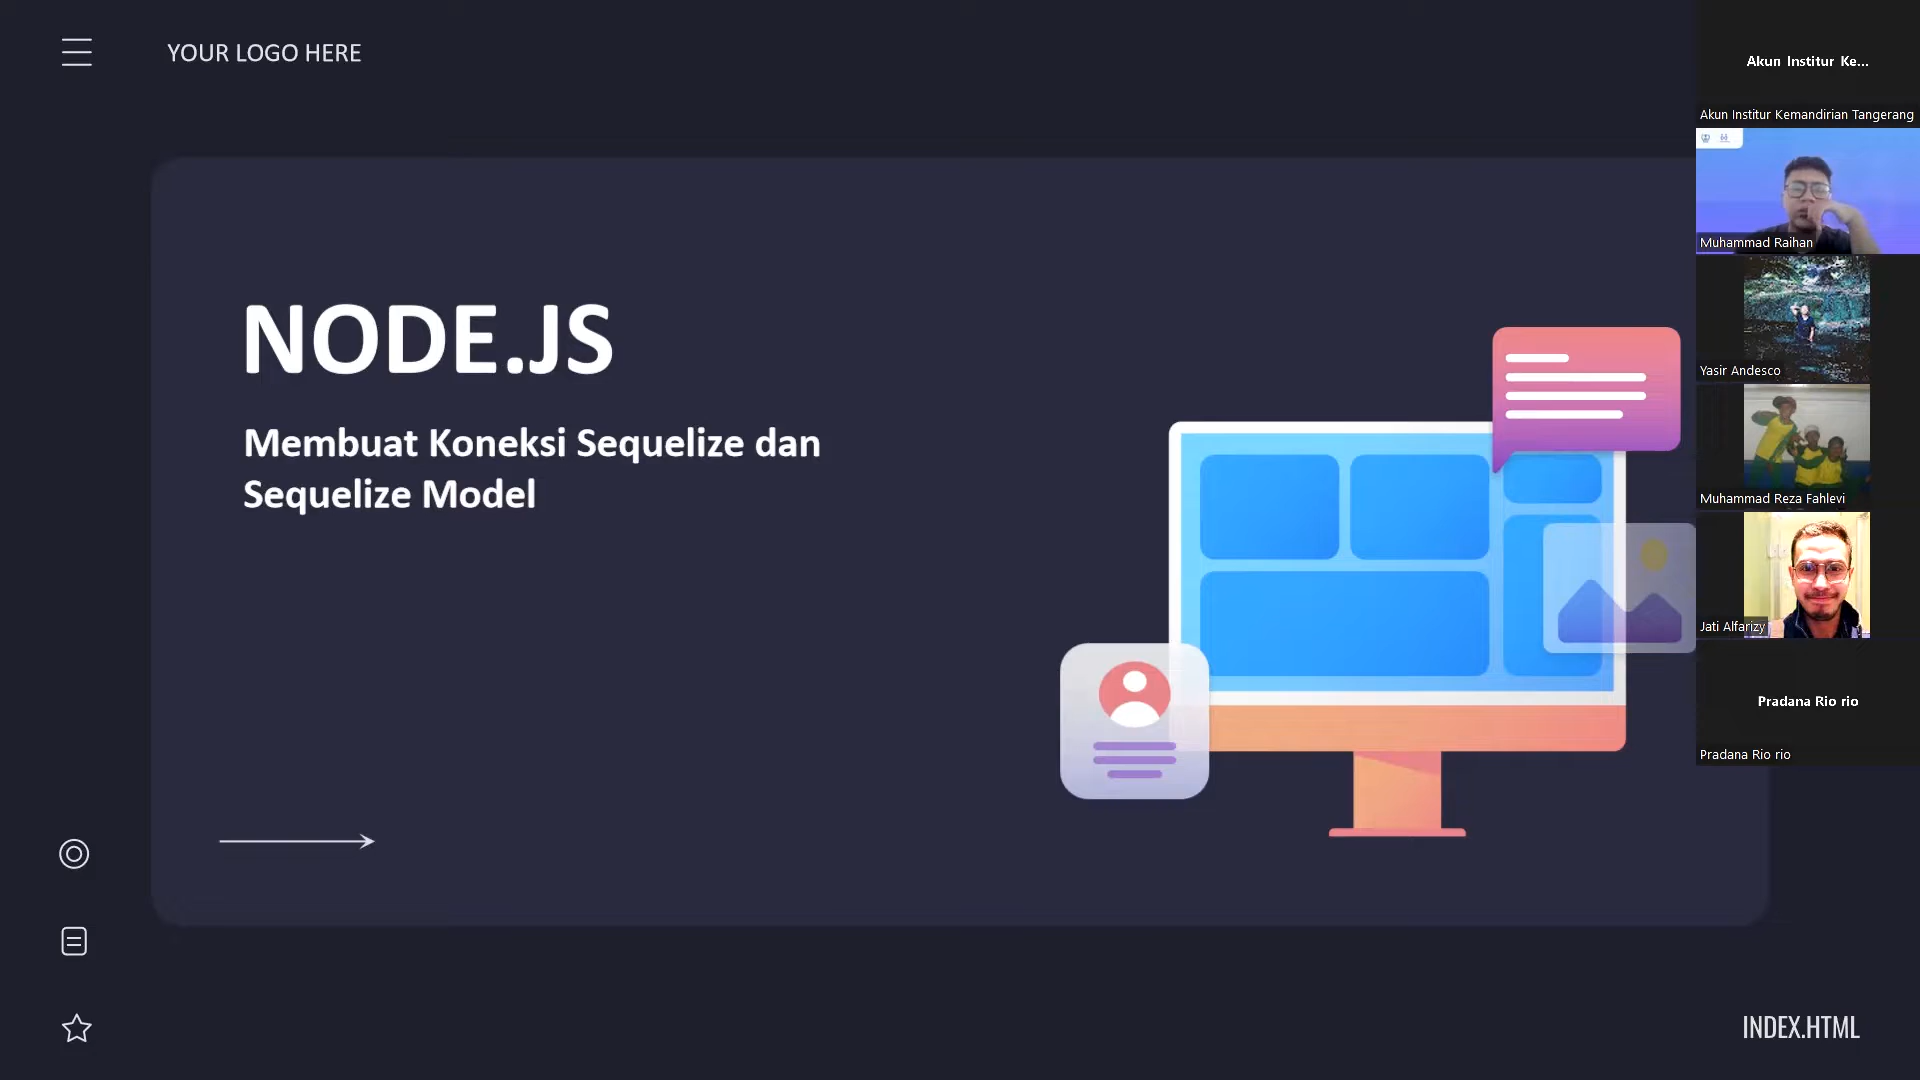 YOUR LOGO HERE
NODE.JS
Membuat Koneksi Sequelize dan
Sequelize Model
INDEX.HTML
Akun Institur Ke...
Akun Institur Kemandirian Tangerang
Muhammad Raihan
Yasir Andesco
Muhammad Reza Fahlevi
Jati Alfarizy
Pradana Rio rio
Pradana Rio rio